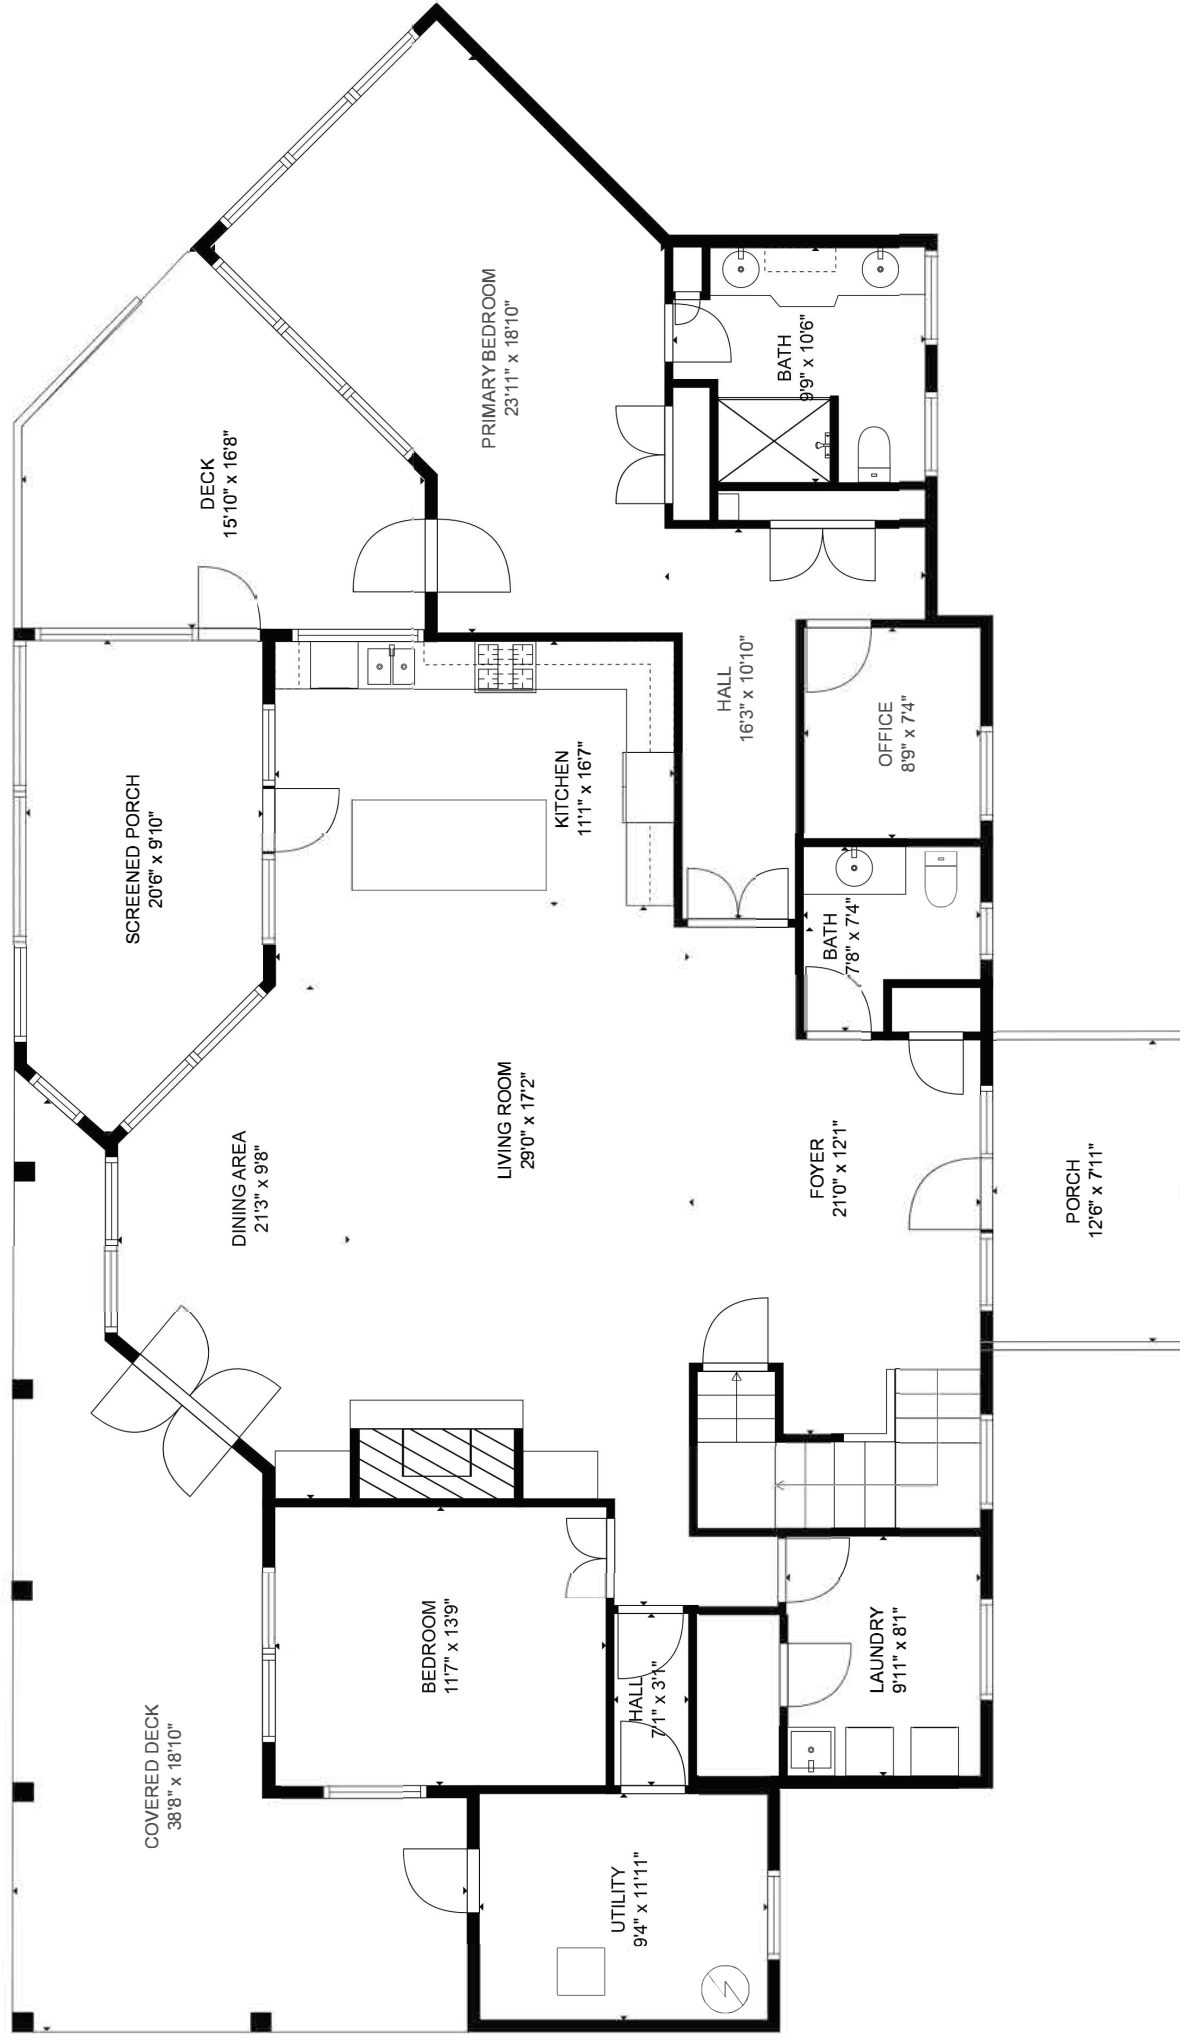 COVERED DECK
38'8" x 18'10"
SCREENED PORCH
20'6" x 9'10"
DECK
15'10" x 16'8"
DINING AREA
21'3" x 9'8"
BEDROOM
11'7" x 13'9"
LIVING ROOM
29'0" x 17'2"
KITCHEN
11'1" x 16'7"
PRIMARY BEDROOM
23'11" x 18'10"
UTILITY
9'4" x 11'11"
HALL
7'1" x 3'1"
HALL
16'3" x 10'10"
BATH
9'9" x 10'6"
LAUNDRY
9'11" x 8'1"
FOYER
21'0" x 12'1"
BATH
7'8" x 7'4"
OFFICE
8'9" x 7'4"
PORCH
12'6" x 7'11"